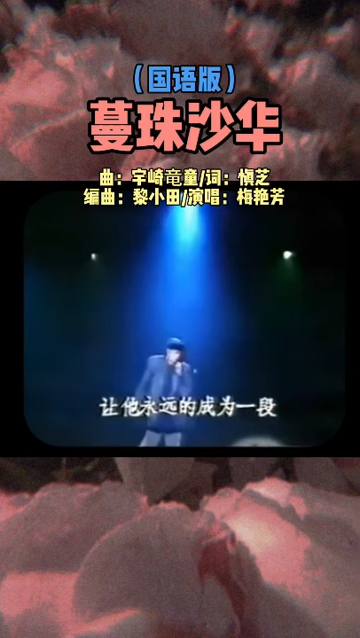 （国语版）
蔓珠沙华
曲：宇崎竜童/词：慎芝
编曲：黎小田/演唱：梅艳芳
让他永远的成为一段